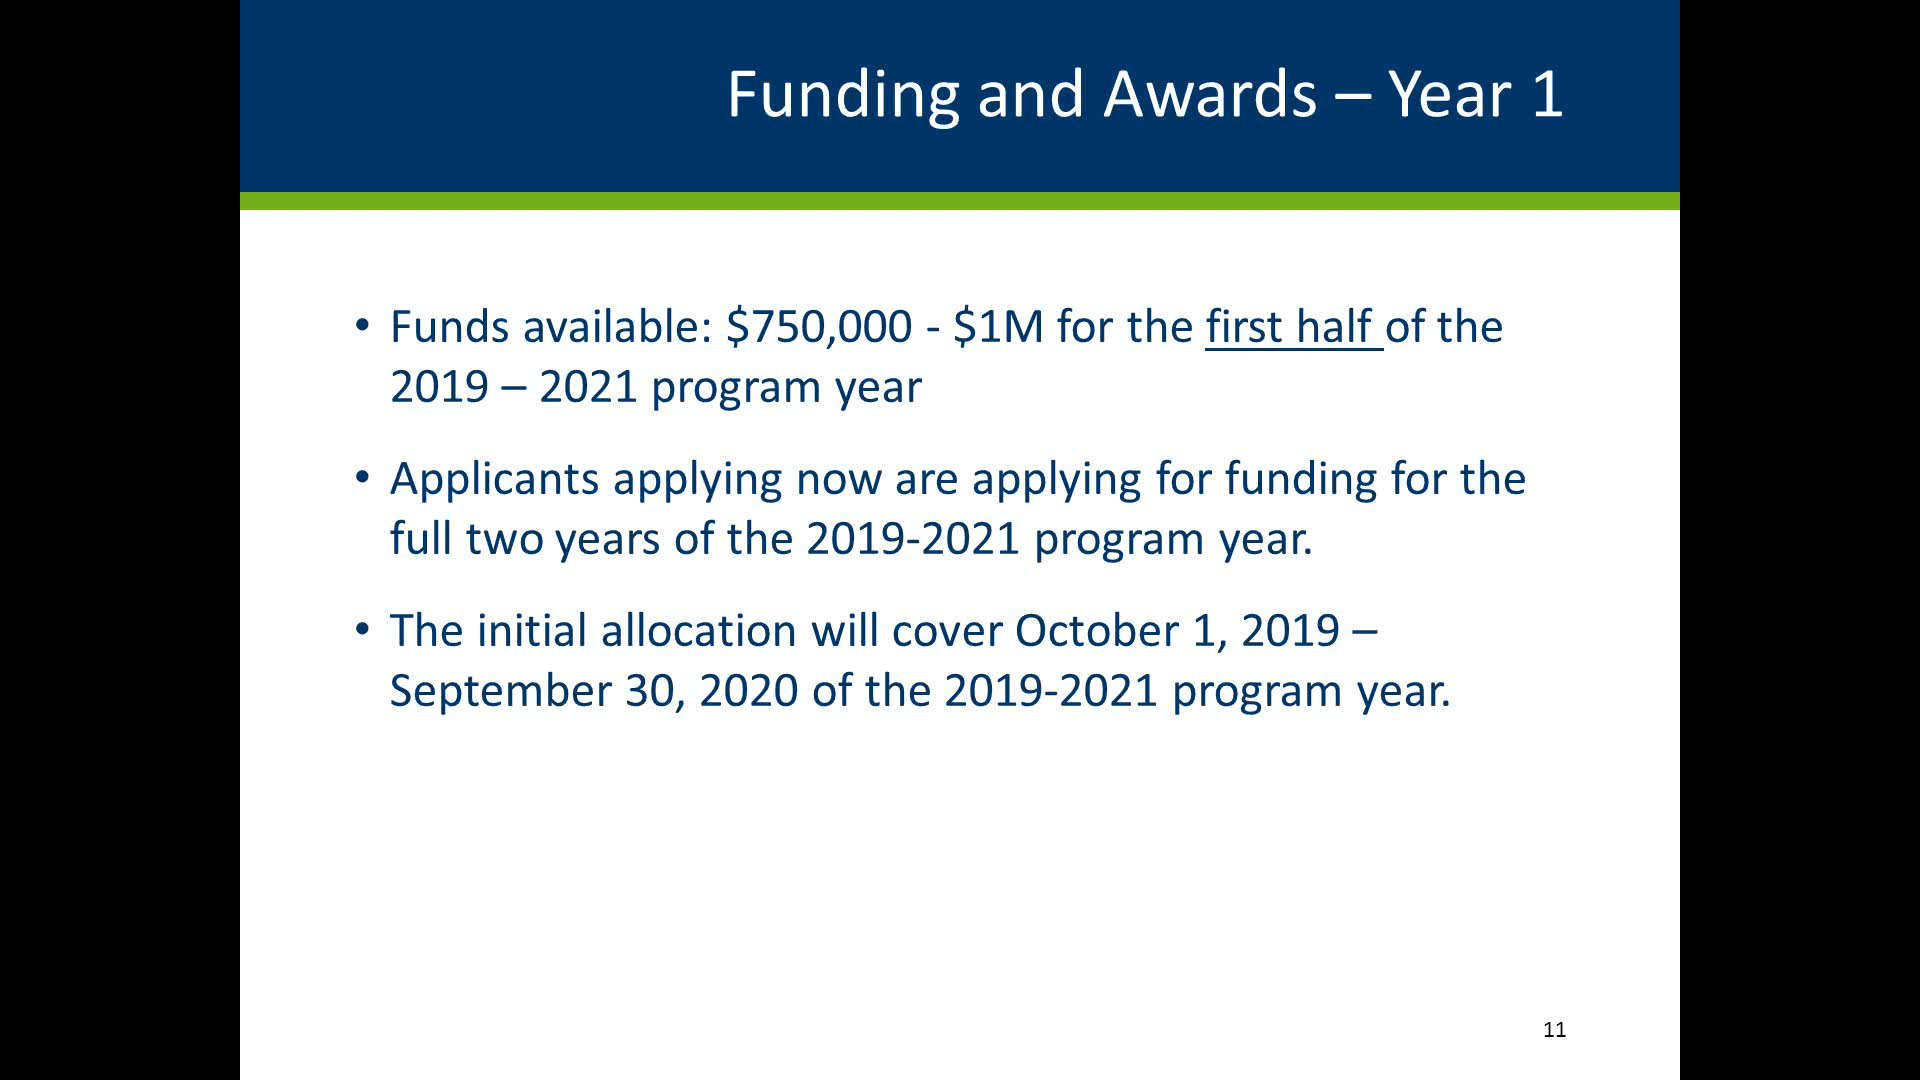 Funding and Awards – Year 1
• Funds available: $750,000 - $1M for the first half of the
2019 – 2021 program year
• Applicants applying now are applying for funding for the
full two years of the 2019-2021 program year.
• The initial allocation will cover October 1, 2019 –
September 30, 2020 of the 2019-2021 program year.
11